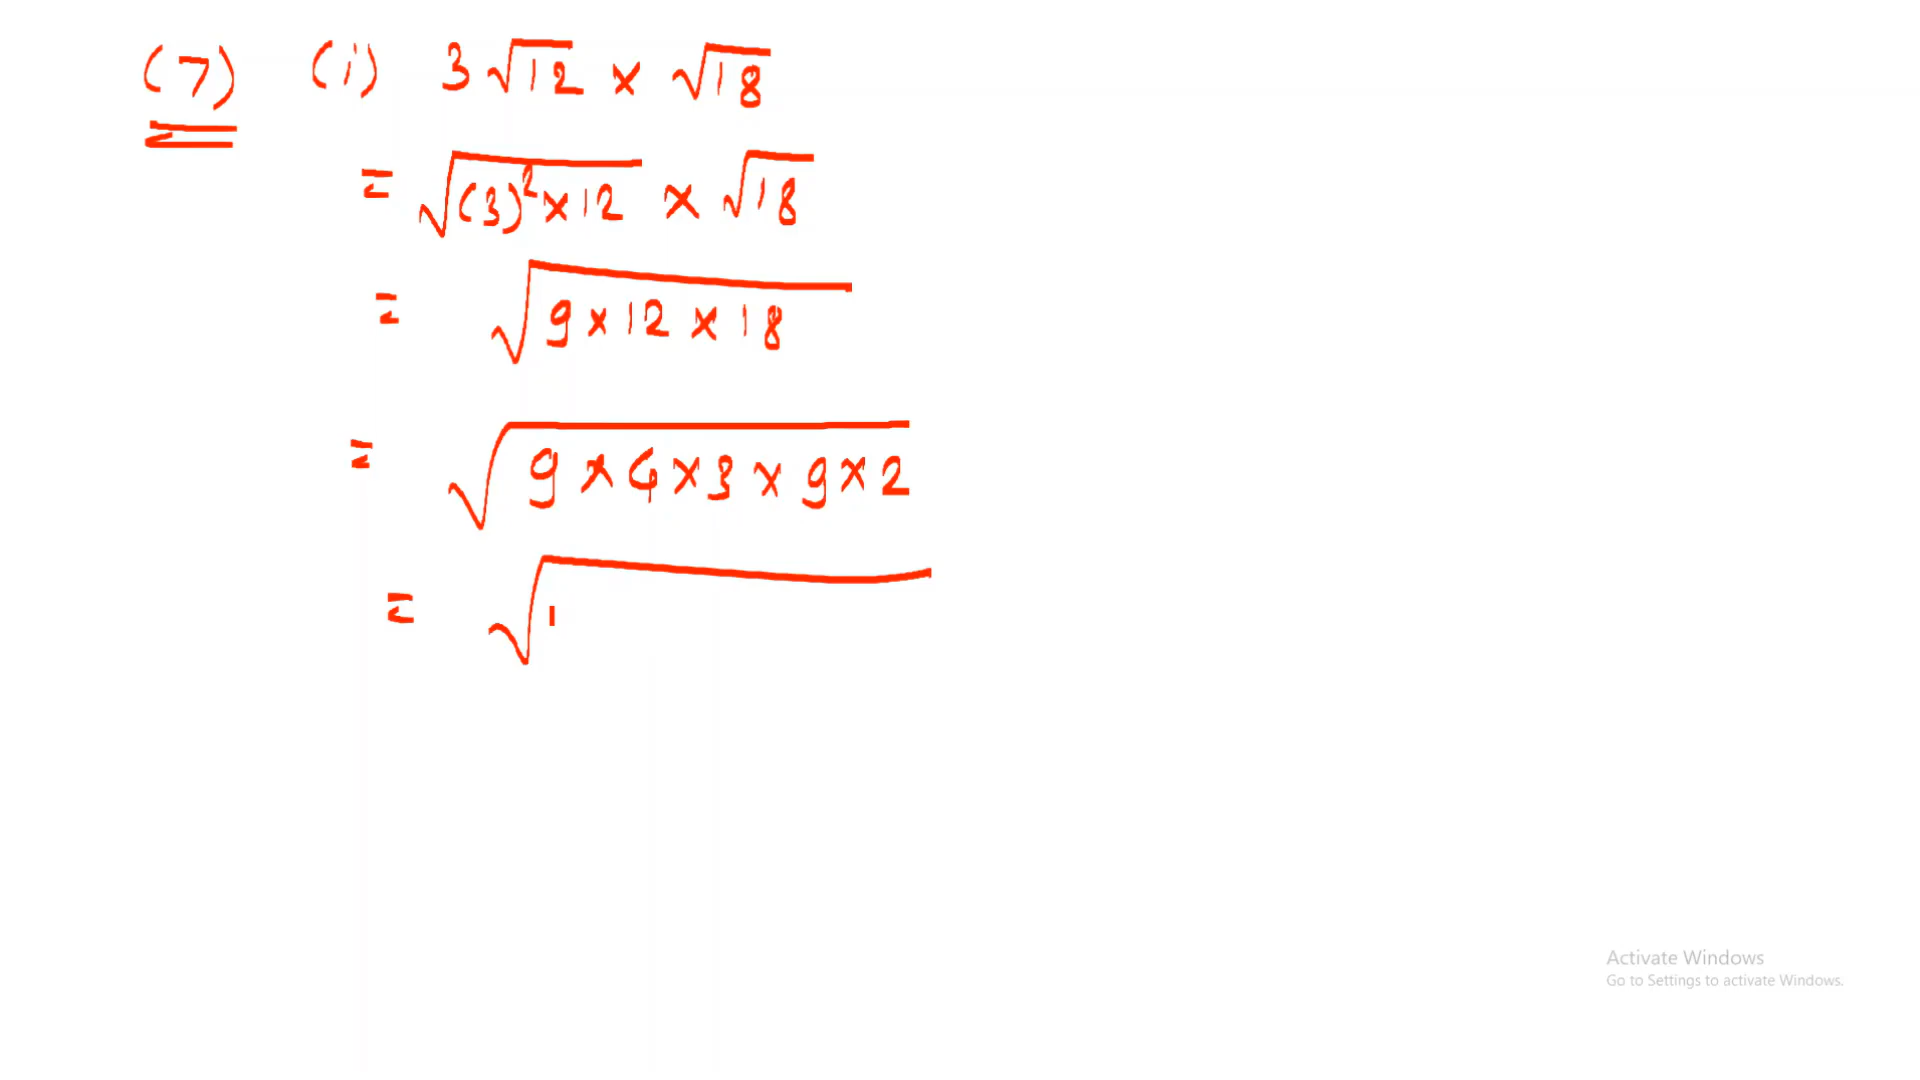 (7) (i) 3√12 × √18
= √(3)²×12 × √18
= √9×12×18
= √9×4×3×9×2
= √1
Activate Windows
Go to Settings to activate Windows.